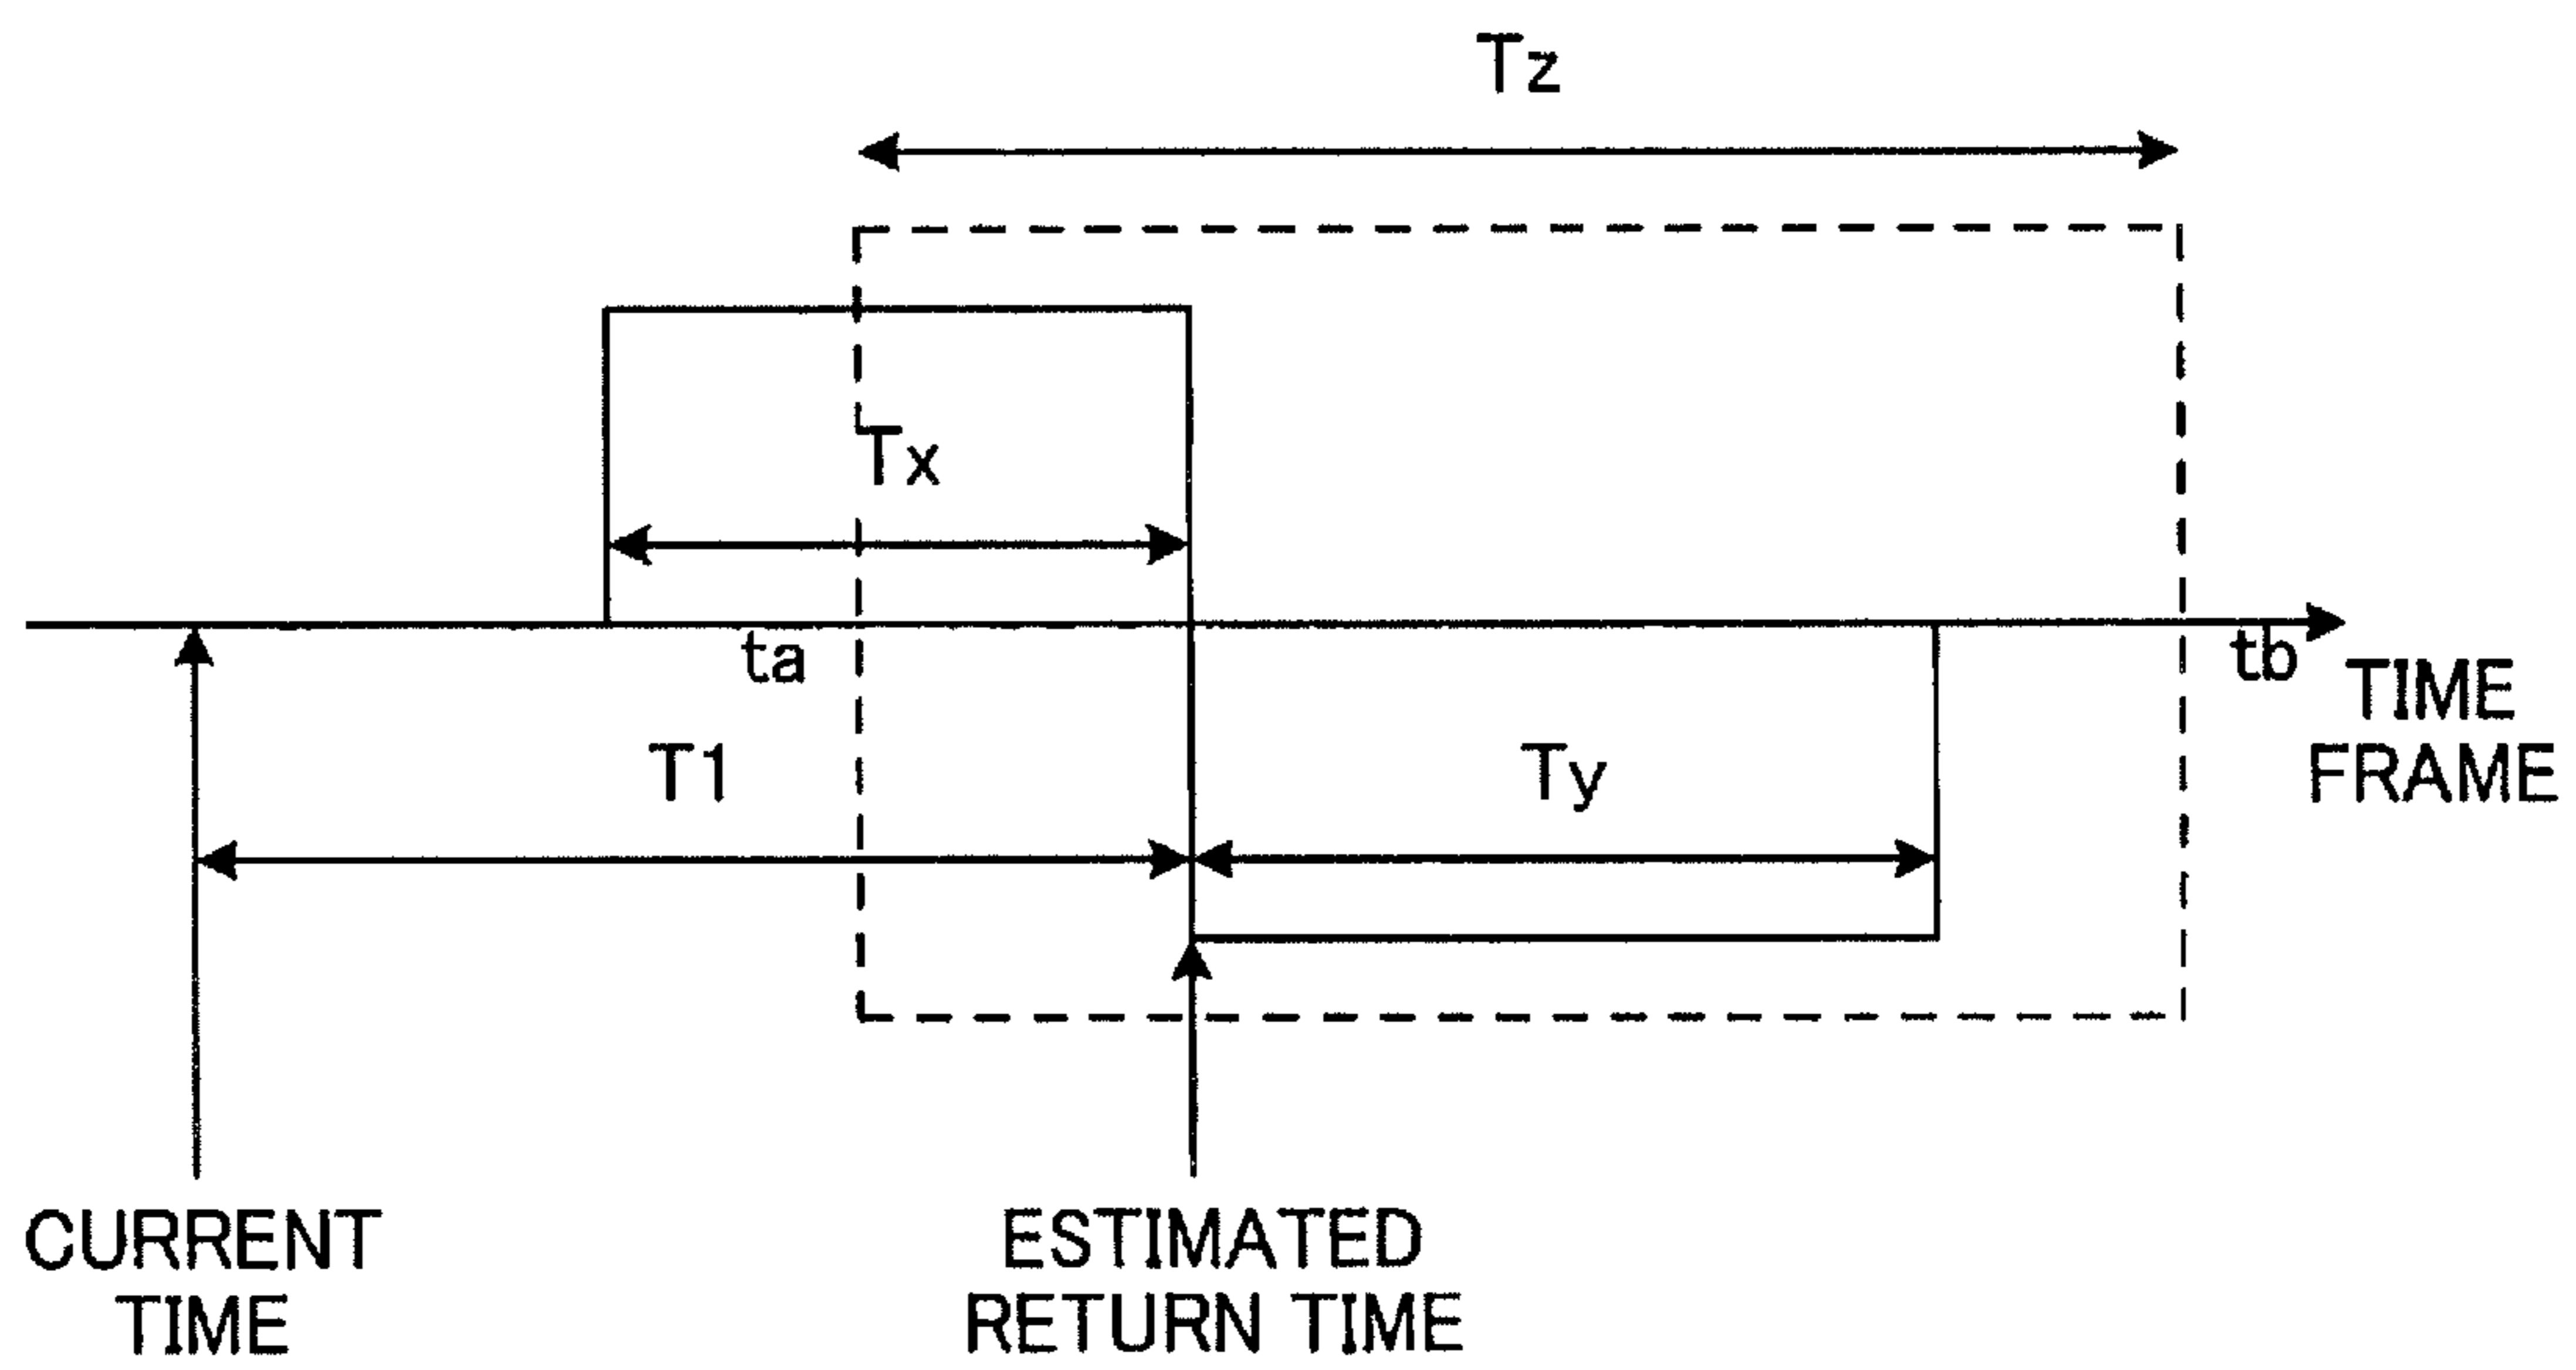 Tz
Tx
ta
tb
TIME
FRAME
T1
Ty
CURRENT
TIME
ESTIMATED
RETURN TIME